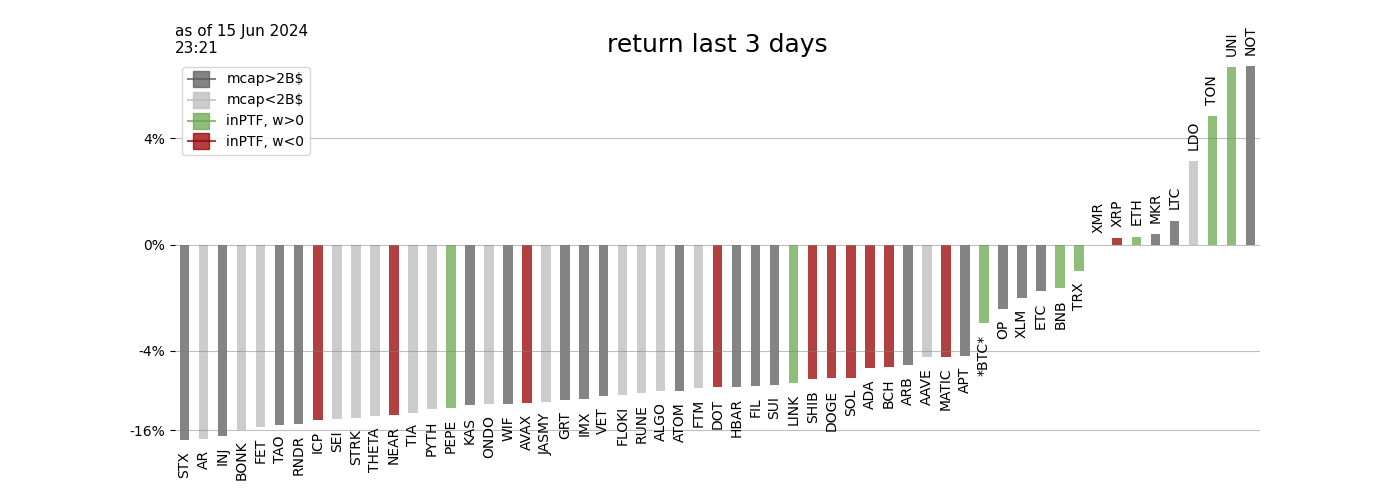 as of 15 Jun 2024
23:21
return last 3 days
mcap>2B$
mcap<2B$
inPTF, w>0
inPTF, w<0
4%
0%
-4%
-16%
STX
AR
INJ
BONK
FET
TAO
RNDR
ICP
SEI
STRK
THETA
NEAR
TIA
PYTH
PEPE
KAS
ONDO
WIF
AVAX
JASMY
GRT
IMX
VET
FLOKI
RUNE
ALGO
ATOM
FTM
DOT
HBAR
FIL
SUI
LINK
SHIB
DOGE
SOL
ADA
BCH
ARB
AAVE
MATIC
APT
*BTC*
OP
XLM
ETC
BNB
TRX
XMR
XRP
ETH
MKR
LTC
LDO
TON
UNI
NOT